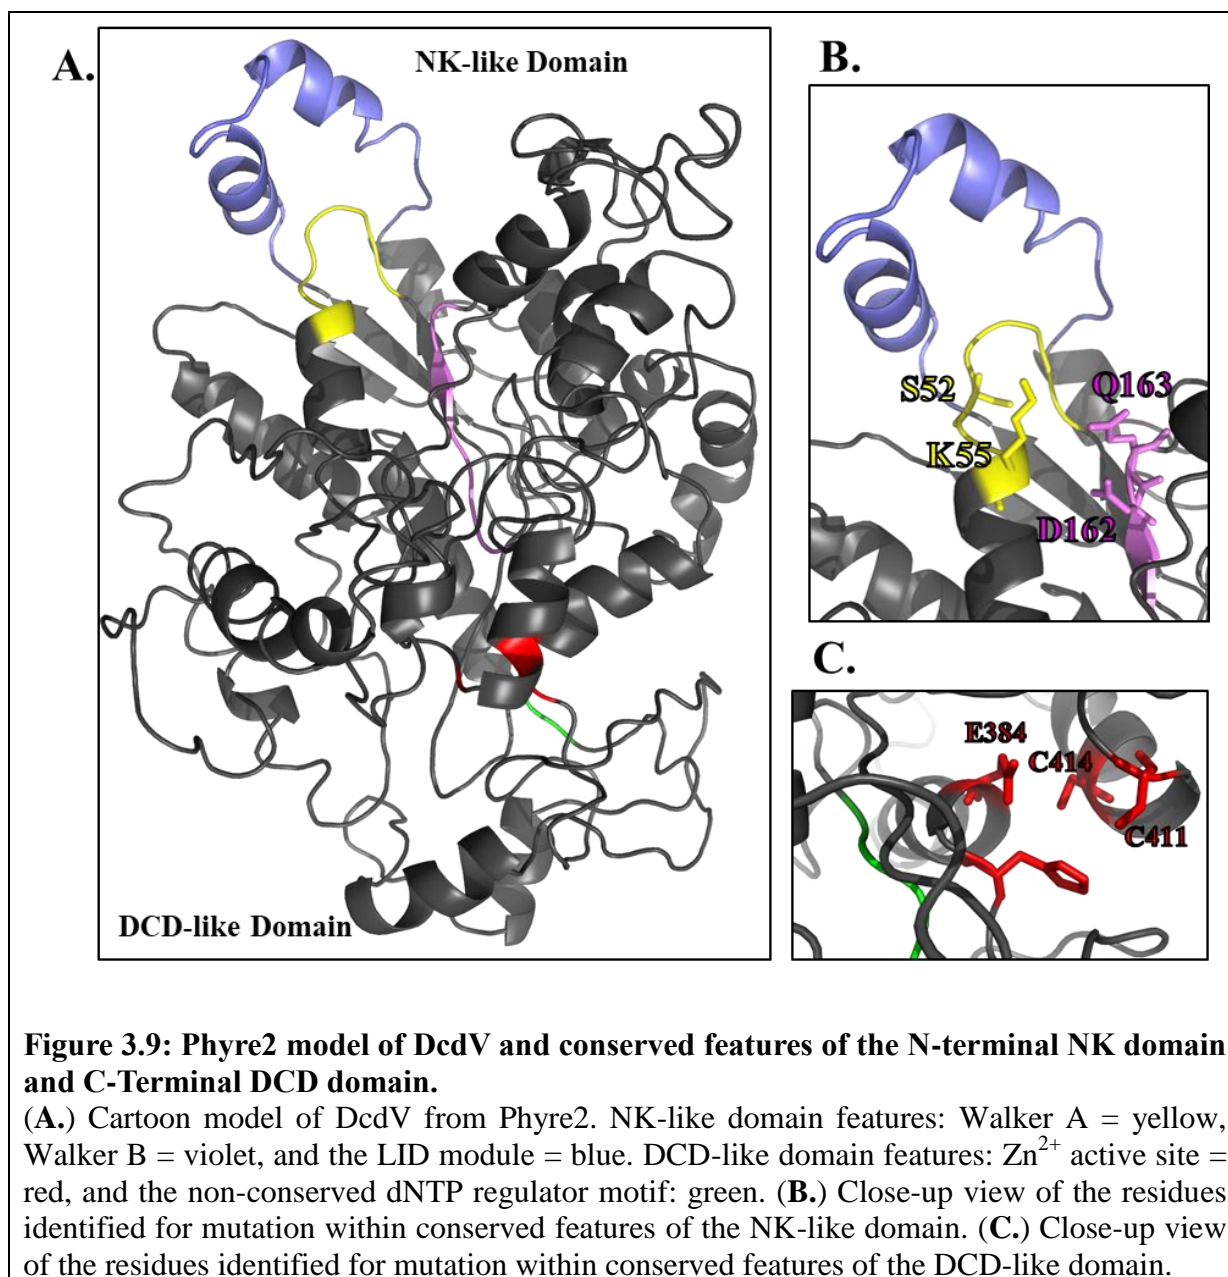 A.
NK-like Domain
DCD-like Domain
B.
S52
Q163
K55
D162
C.
E384
C414
C411
Figure 3.9: Phyre2 model of DcdV and conserved features of the N-terminal NK domain
and C-Terminal DCD domain.
(A.) Cartoon model of DcdV from Phyre2. NK-like domain features: Walker A = yellow,
Walker B = violet, and the LID module = blue. DCD-like domain features: Zn²⁺ active site =
red, and the non-conserved dNTP regulator motif: green. (B.) Close-up view of the residues
identified for mutation within conserved features of the NK-like domain. (C.) Close-up view
of the residues identified for mutation within conserved features of the DCD-like domain.